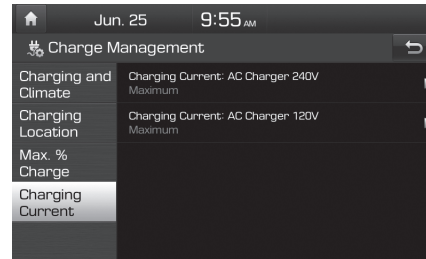 Jun. 25 9:55 AM
Charge Management
Charging and
Climate
Charging Current: AC Charger 240V
Maximum
Charging
Location
Charging Current: AC Charger 120V
Maximum
Max. %
Charge
Charging
Current